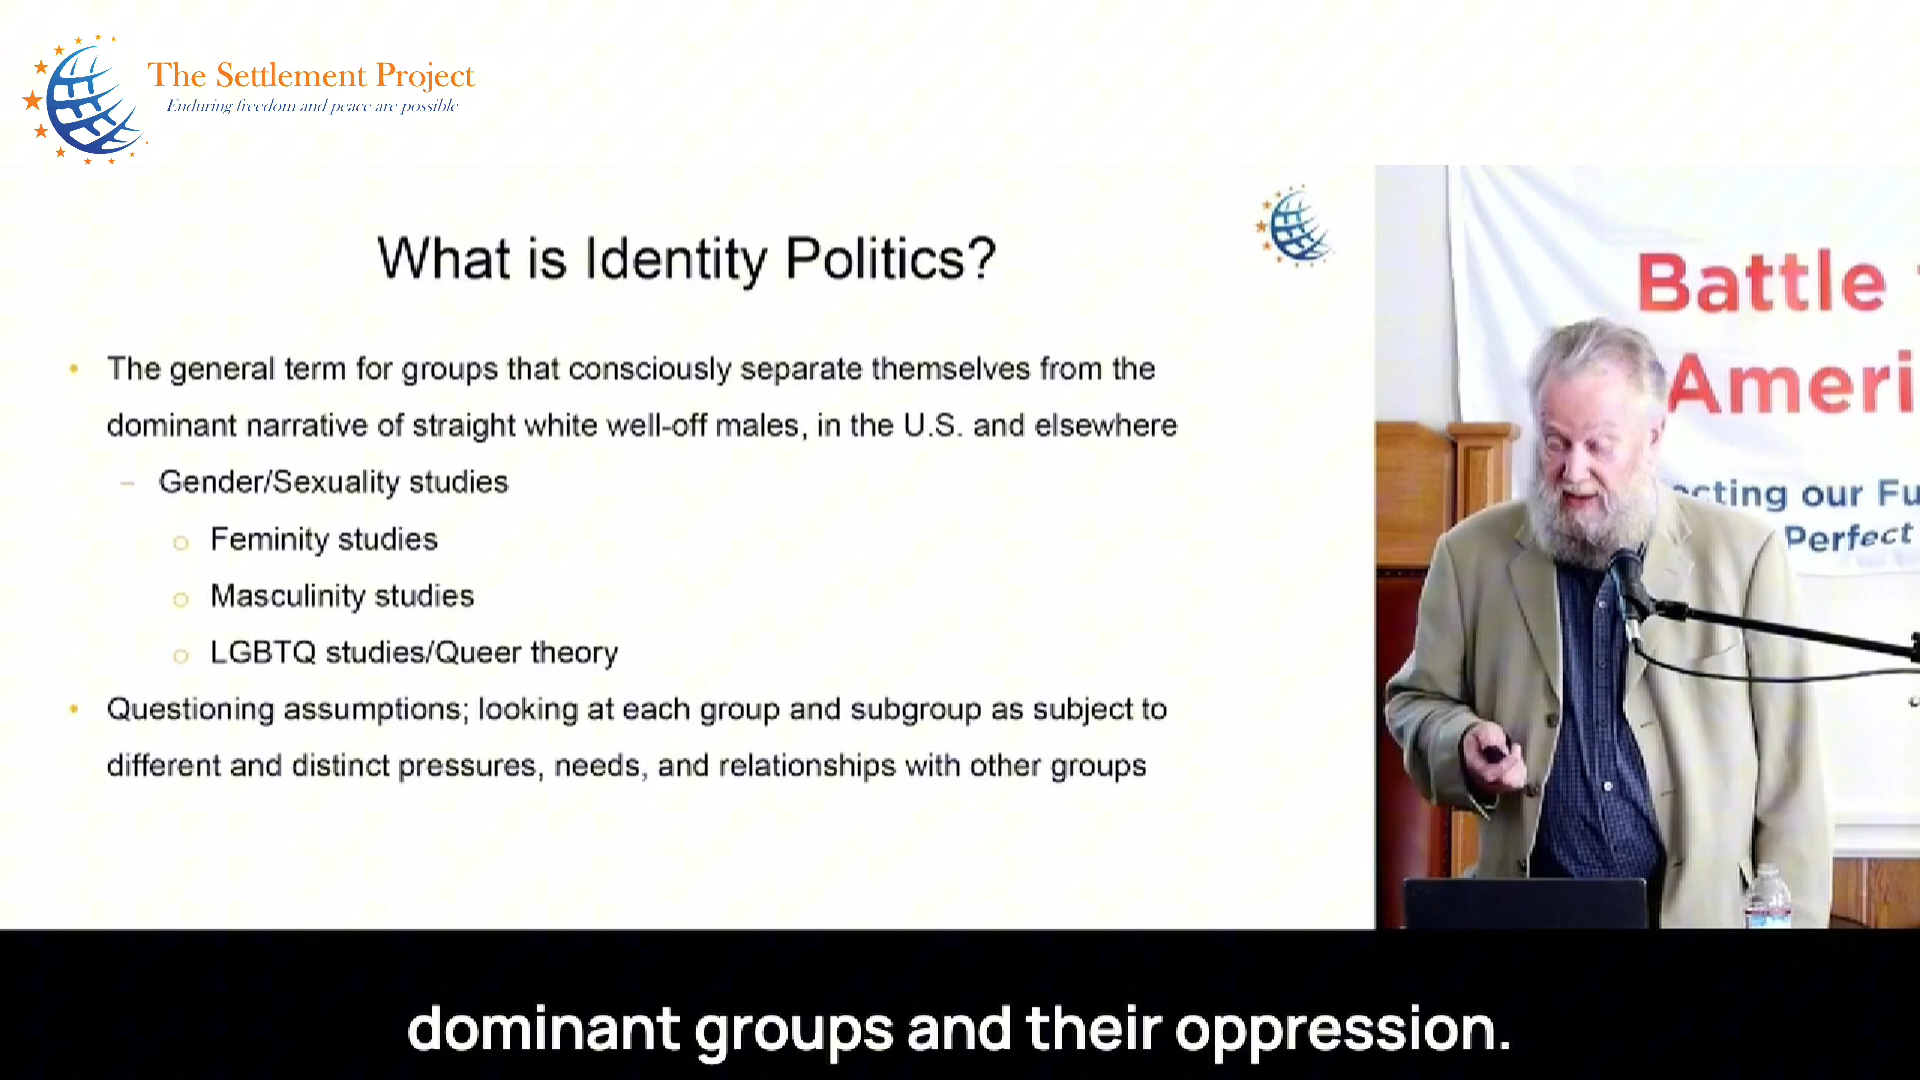 The Settlement Project
Enduring freedom and peace are possible
What is Identity Politics?
• The general term for groups that consciously separate themselves from the
dominant narrative of straight white well-off males, in the U.S. and elsewhere
– Gender/Sexuality studies
o Feminity studies
o Masculinity studies
o LGBTQ studies/Queer theory
• Questioning assumptions; looking at each group and subgroup as subject to
different and distinct pressures, needs, and relationships with other groups
Battle
Ameri
cting our Fu
Perfect
dominant groups and their oppression.